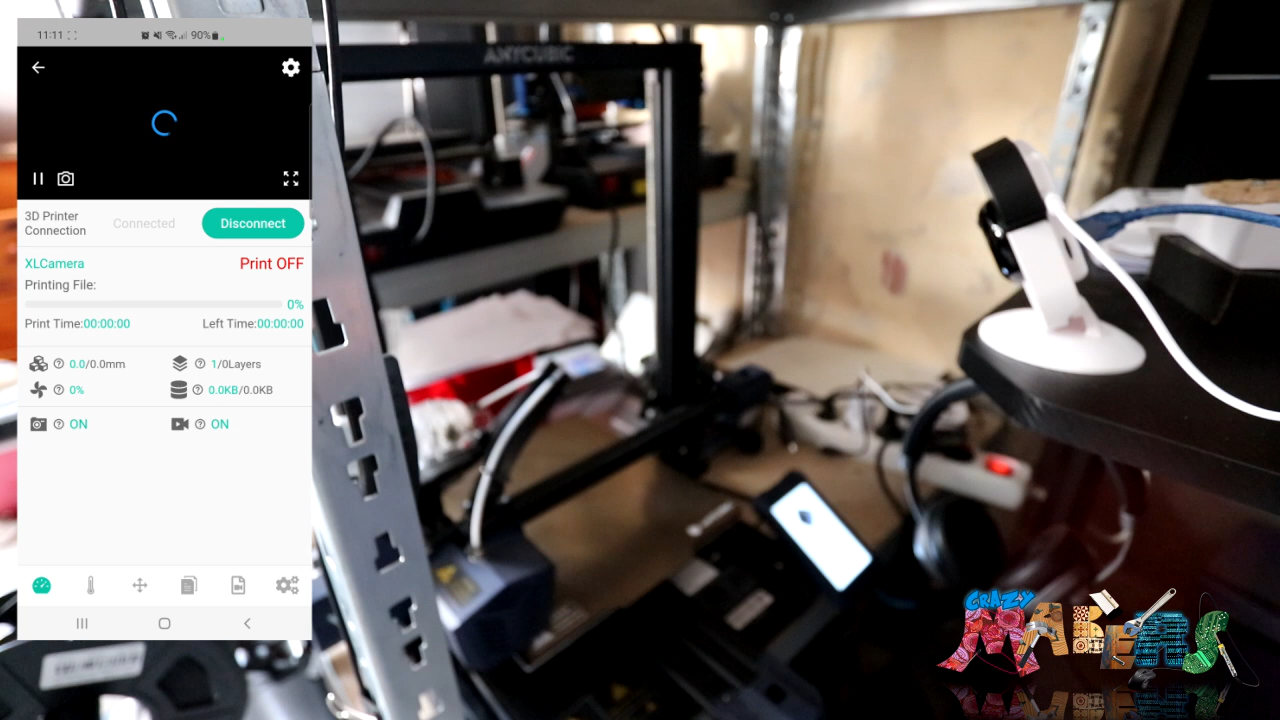 11:11
90%
3D Printer
Connection
Connected
Disconnect
XLCamera
Print OFF
Printing File:
0%
Print Time:00:00:00
Left Time:00:00:00
0.0/0.0mm
1/0Layers
0%
0.0KB/0.0KB
ON
ON
ANYCUBIC
CRAZY
MAKERS